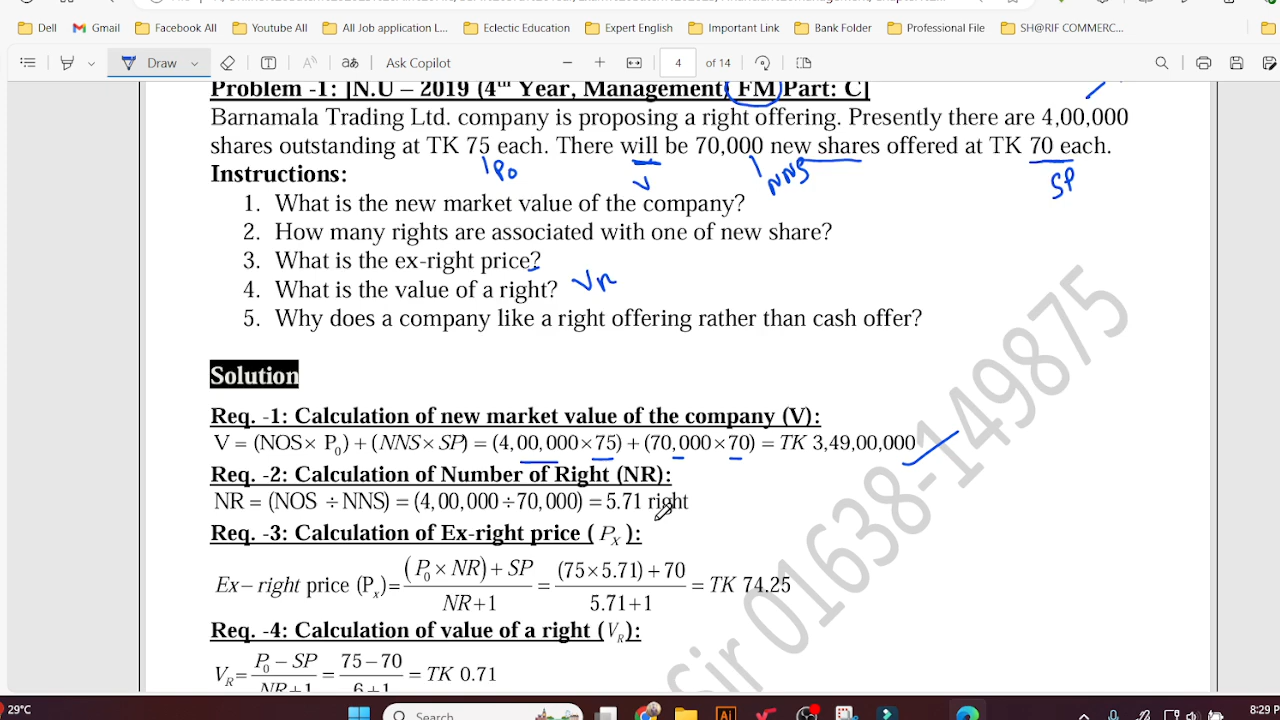 Dell Gmail Facebook All Youtube All All Job application L... Eclectic Education Expert English Important Link Bank Folder Professional File SH@RIF COMMERC...
Draw Ask Copilot 4 of 14
Problem -1: [N.U – 2019 (4th Year, Management, FM Part: C]
Barnamala Trading Ltd. company is proposing a right offering. Presently there are 4,00,000
shares outstanding at TK 75 each. There will be 70,000 new shares offered at TK 70 each.
P0 V NNS SP
Instructions:
1. What is the new market value of the company?
2. How many rights are associated with one of new share?
3. What is the ex-right price?
4. What is the value of a right? VR
5. Why does a company like a right offering rather than cash offer?
Solution
Req. -1: Calculation of new market value of the company (V):
V = (NOS× P0) + (NNS×SP) = (4,00,000×75) + (70,000×70) = TK 3,49,00,000
Req. -2: Calculation of Number of Right (NR):
NR = (NOS ÷NNS) = (4,00,000÷70,000) = 5.71 right
Req. -3: Calculation of Ex-right price ( PX ):
Ex– right price (Px)= (P0 × NR) + SP / NR+1 = (75×5.71) + 70 / 5.71+1 = TK 74.25
Req. -4: Calculation of value of a right (VR):
VR= P0 – SP / NR+1 = 75–70 / 6+1 = TK 0.71
Sir 01638-149875
29°C Search 8:29 P